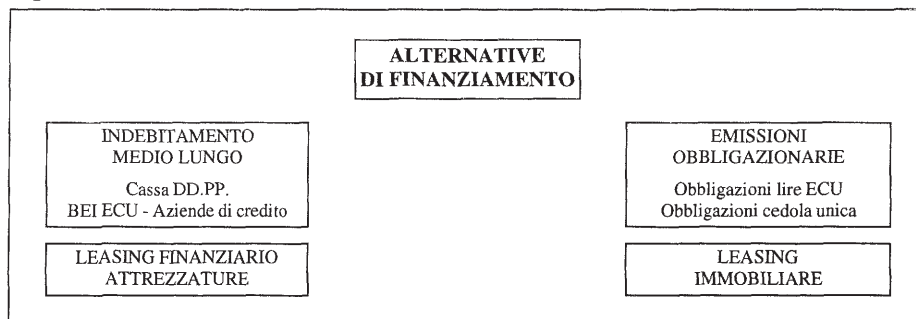 ALTERNATIVE
DI FINANZIAMENTO
INDEBITAMENTO
MEDIO LUNGO
Cassa DD.PP.
BEI ECU - Aziende di credito
EMISSIONI
OBBLIGAZIONARIE
Obbligazioni lire ECU
Obbligazioni cedola unica
LEASING FINANZIARIO
ATTREZZATURE
LEASING
IMMOBILIARE